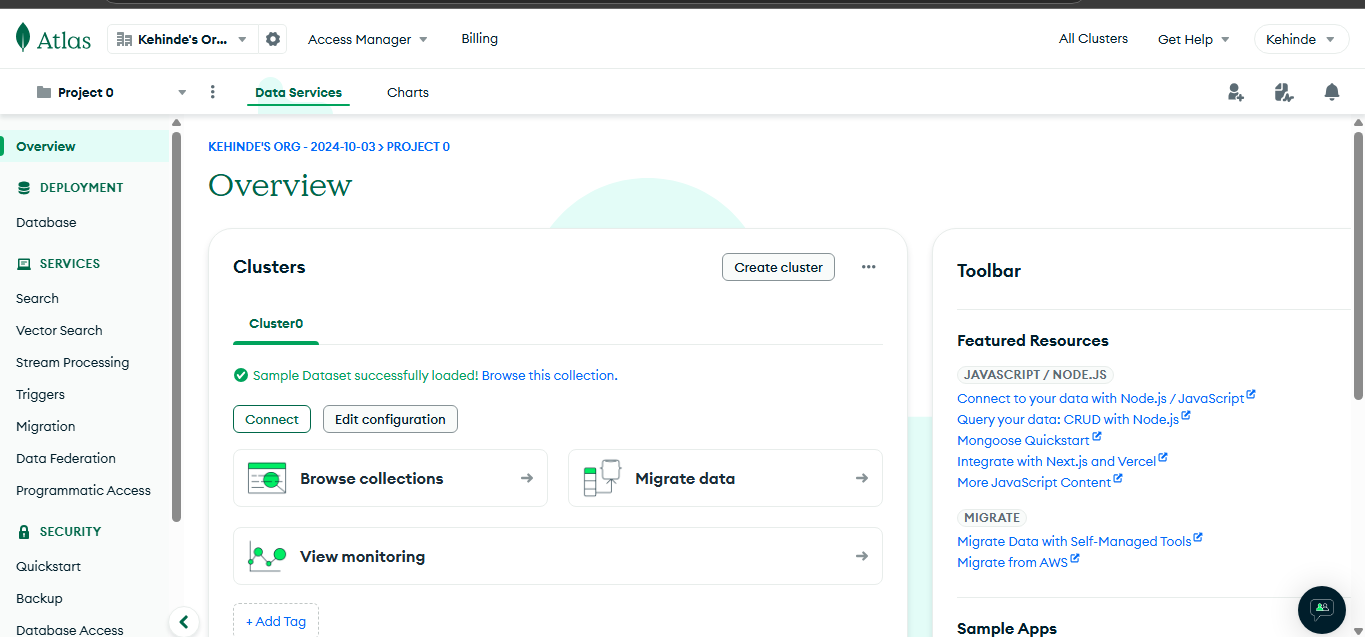 Atlas
Kehinde's Or...
Access Manager
Billing
All Clusters
Get Help
Kehinde
Project 0
Data Services
Charts
Overview
DEPLOYMENT
Database
SERVICES
Search
Vector Search
Stream Processing
Triggers
Migration
Data Federation
Programmatic Access
SECURITY
Quickstart
Backup
Database Access
KEHINDE'S ORG - 2024-10-03 > PROJECT 0
Overview
Clusters
Create cluster
Cluster0
Sample Dataset successfully loaded! Browse this collection.
Connect
Edit configuration
Browse collections
Migrate data
View monitoring
+ Add Tag
Toolbar
Featured Resources
JAVASCRIPT / NODE.JS
Connect to your data with Node.js / JavaScript
Query your data: CRUD with Node.js
Mongoose Quickstart
Integrate with Next.js and Vercel
More JavaScript Content
MIGRATE
Migrate Data with Self-Managed Tools
Migrate from AWS
Sample Apps